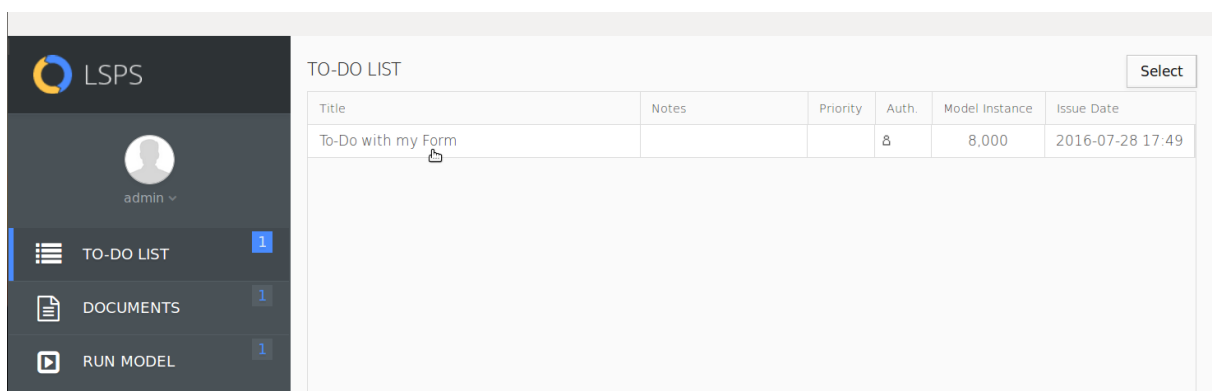 LSPS
admin
TO-DO LIST 1
DOCUMENTS 1
RUN MODEL 1
TO-DO LIST Select
Title Notes Priority Auth. Model Instance Issue Date
To-Do with my Form 8,000 2016-07-28 17:49